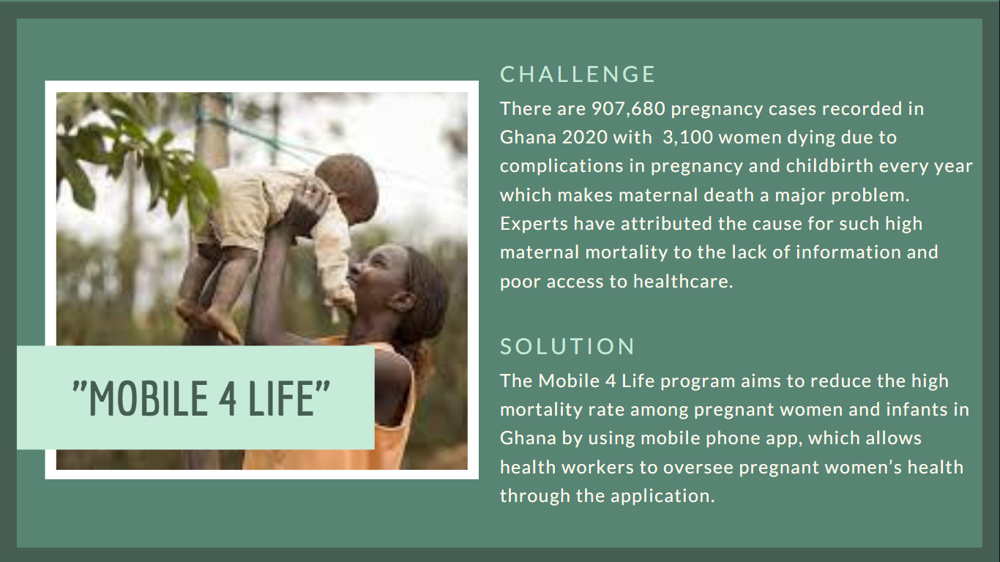 CHALLENGE
There are 907,680 pregnancy cases recorded in
Ghana 2020 with  3,100 women dying due to
complications in pregnancy and childbirth every year
which makes maternal death a major problem.
Experts have attributed the cause for such high
maternal mortality to the lack of information and
poor access to healthcare.
SOLUTION
The Mobile 4 Life program aims to reduce the high
mortality rate among pregnant women and infants in
Ghana by using mobile phone app, which allows
health workers to oversee pregnant women’s health
through the application.
"MOBILE 4 LIFE"